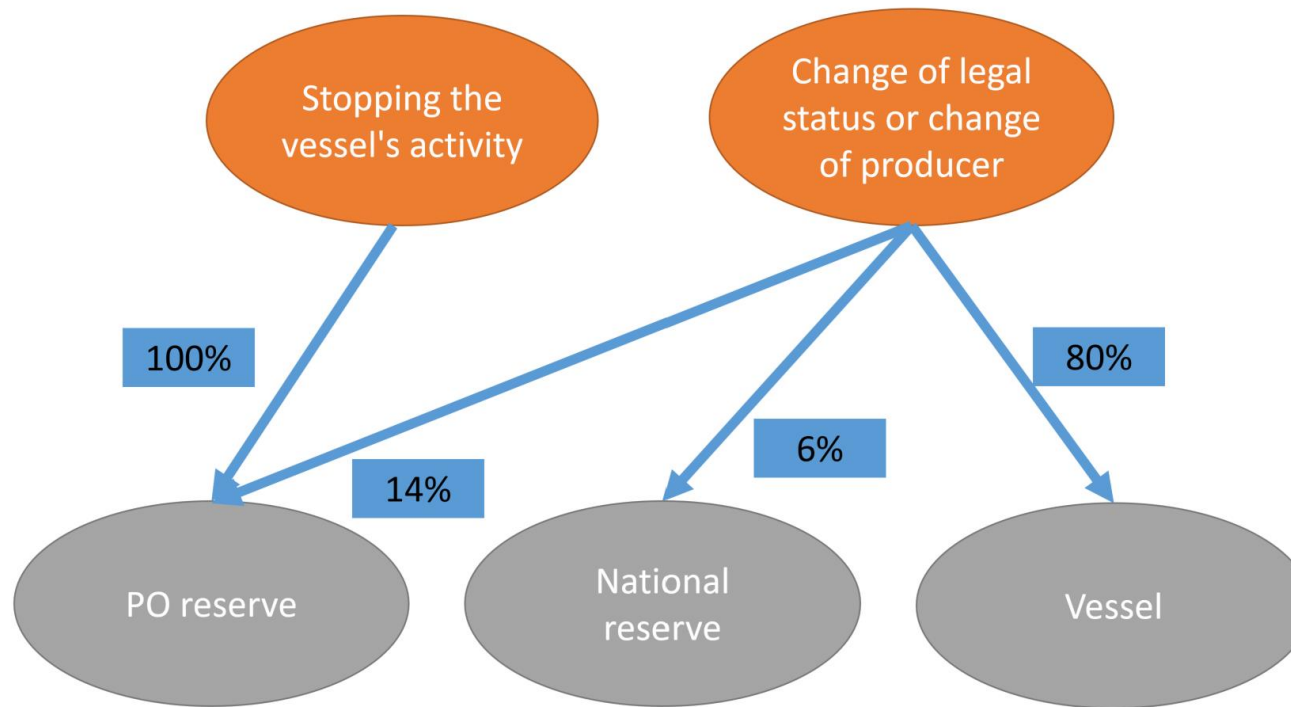 Stopping the
vessel's activity
Change of legal
status or change
of producer
100%
14%
6%
80%
PO reserve
National
reserve
Vessel